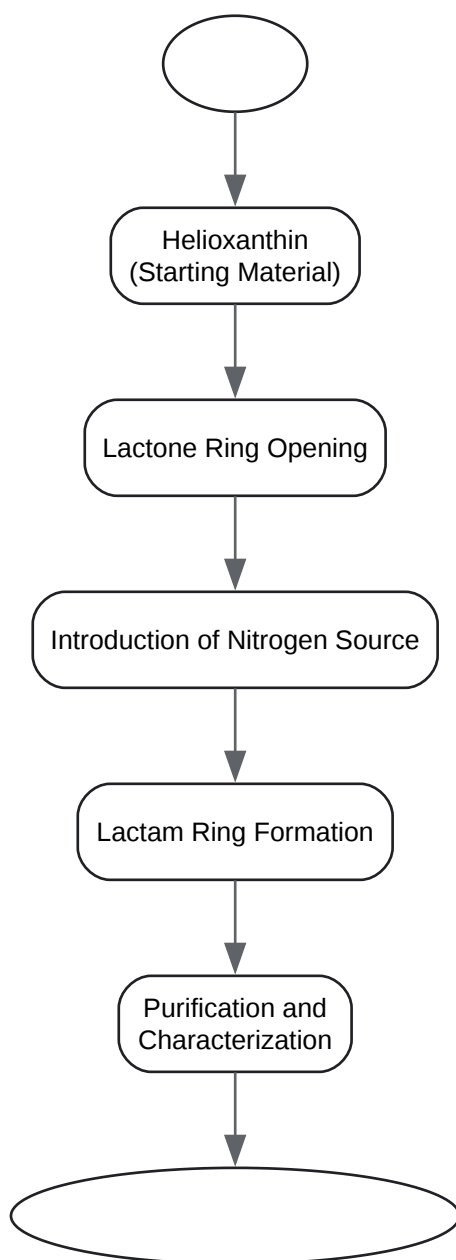 Helioxanthin
(Starting Material)
Lactone Ring Opening
Introduction of Nitrogen Source
Lactam Ring Formation
Purification and
Characterization